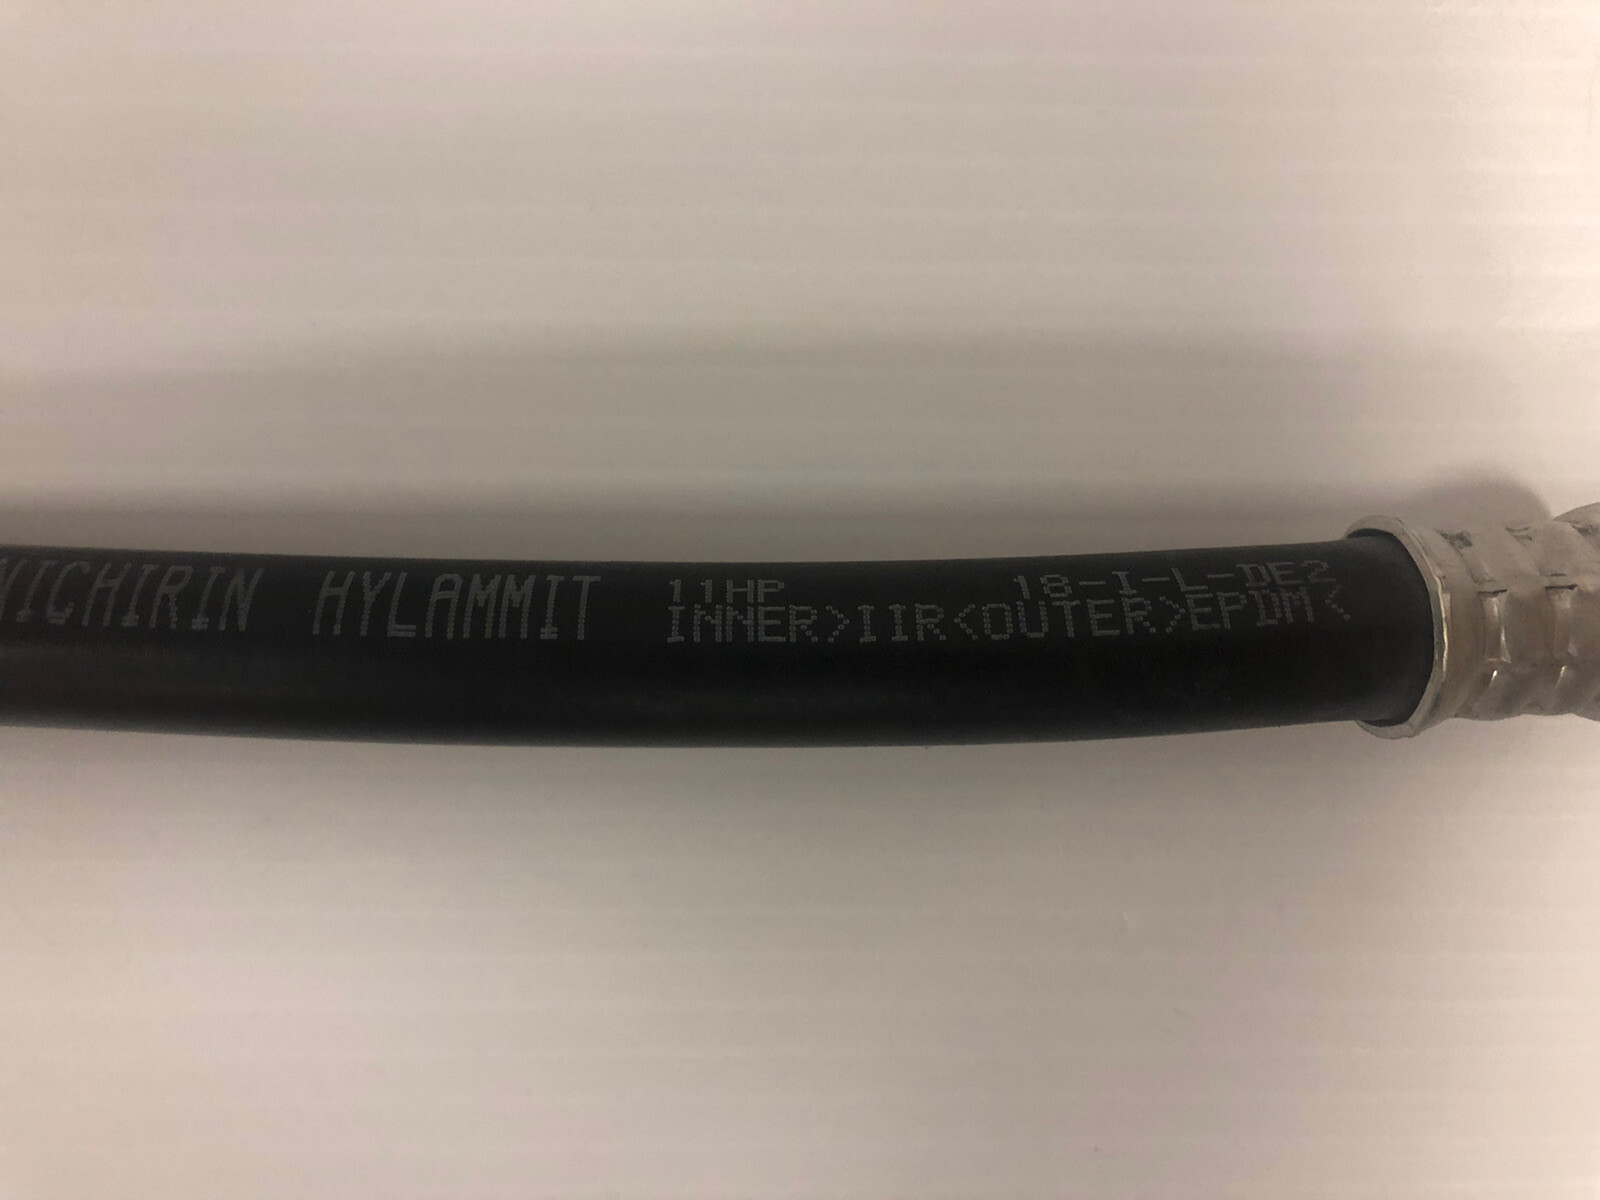 NICHIRIN HYLAMMIT
11HP 18-I-L-DE2
INNER>IIR<OUTER>EPDM<